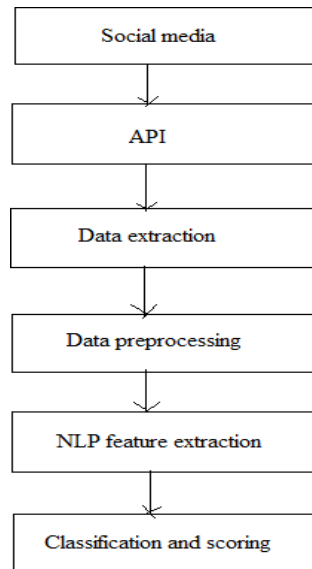 Social media
API
Data extraction
Data preprocessing
NLP feature extraction
Classification and scoring